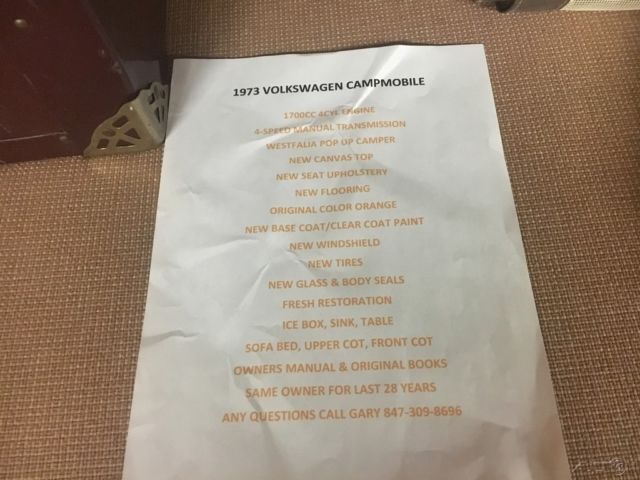 1973 VOLKSWAGEN CAMPMOBILE
1700CC 4CYL ENGINE
4-SPEED MANUAL TRANSMISSION
WESTFALIA POP UP CAMPER
NEW CANVAS TOP
NEW SEAT UPHOLSTERY
NEW FLOORING
ORIGINAL COLOR ORANGE
NEW BASE COAT/CLEAR COAT PAINT
NEW WINDSHIELD
NEW TIRES
NEW GLASS & BODY SEALS
FRESH RESTORATION
ICE BOX, SINK, TABLE
SOFA BED, UPPER COT, FRONT COT
OWNERS MANUAL & ORIGINAL BOOKS
SAME OWNER FOR LAST 28 YEARS
ANY QUESTIONS CALL GARY 847-309-8696